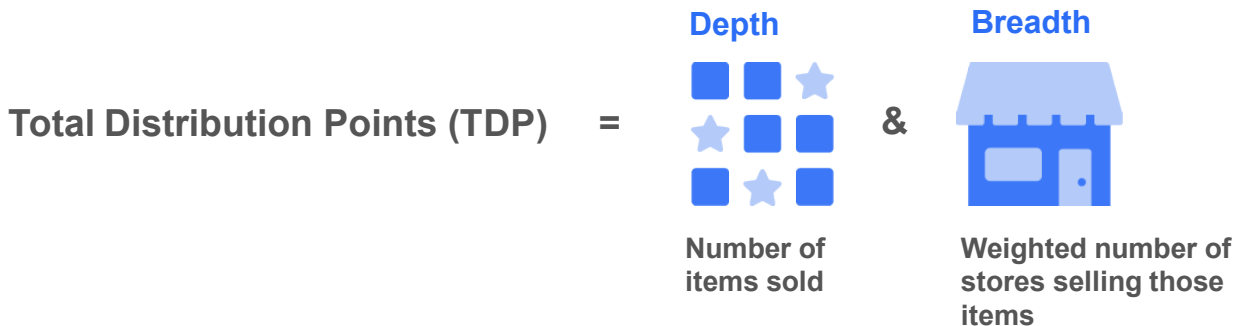 Depth
Breadth
Total Distribution Points (TDP) = &
Number of
items sold
Weighted number of
stores selling those
items